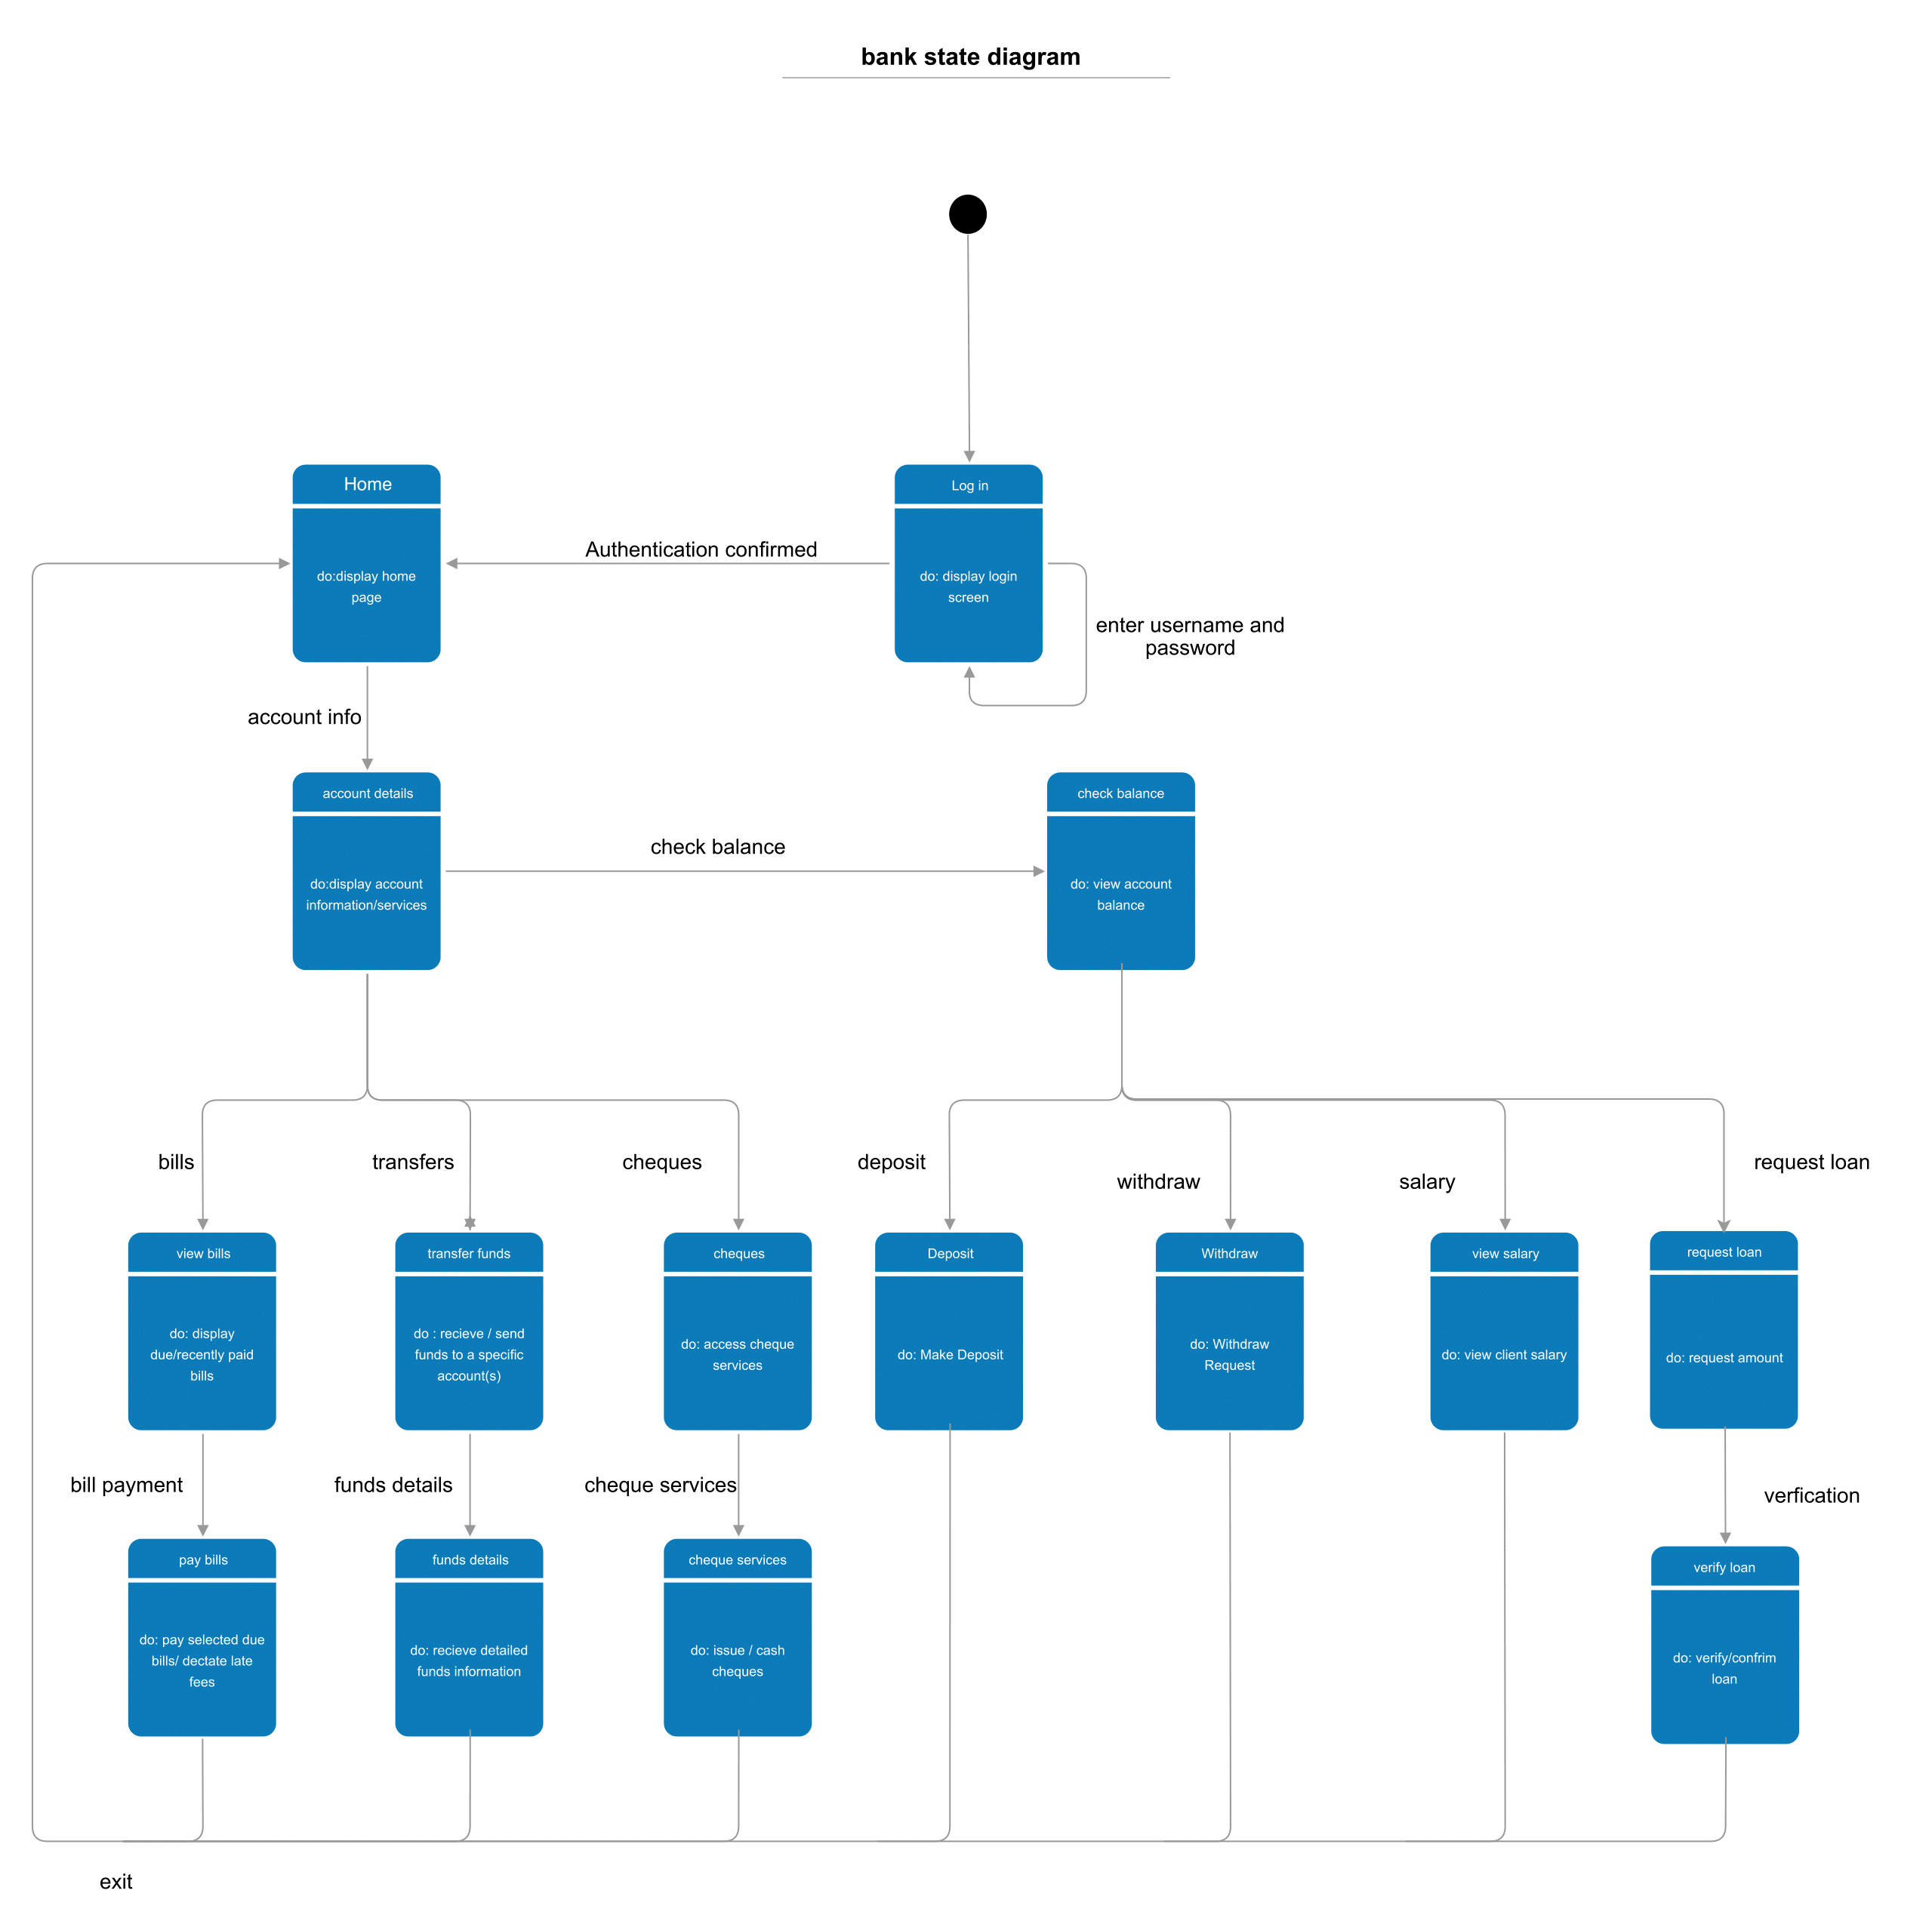 bank state diagram
Home
Log in
Authentication confirmed
do:display home
page
do: display login
screen
enter username and
password
account info
account details
check balance
check balance
do:display account
information/services
do: view account
balance
bills
transfers
cheques
deposit
withdraw
salary
request loan
view bills
transfer funds
cheques
Deposit
Withdraw
view salary
request loan
do: display
due/recently paid
bills
do : recieve / send
funds to a specific
account(s)
do: access cheque
services
do: Make Deposit
do: Withdraw
Request
do: view client salary
do: request amount
bill payment
funds details
cheque services
verfication
pay bills
funds details
cheque services
verify loan
do: pay selected due
bills/ dectate late
fees
do: recieve detailed
funds information
do: issue / cash
cheques
do: verify/confrim
loan
exit